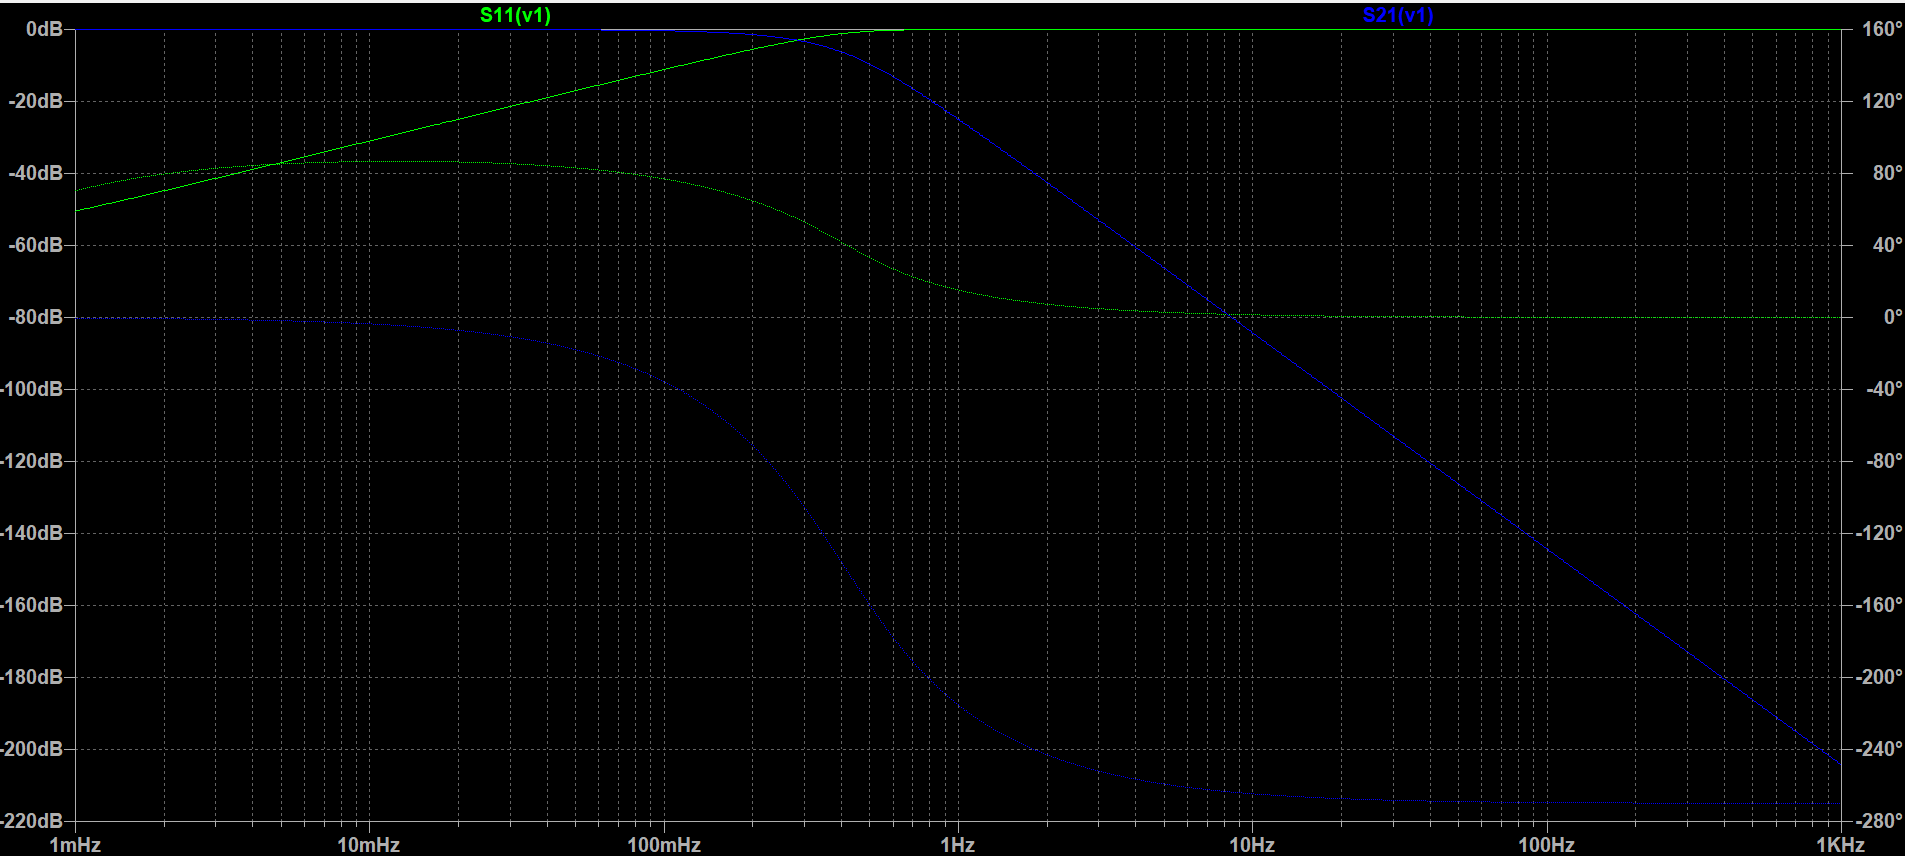 S11(v1) S21(v1)
0dB 160°
-20dB 120°
-40dB 80°
-60dB 40°
-80dB 0°
-100dB -40°
-120dB -80°
-140dB -120°
-160dB -160°
-180dB -200°
-200dB -240°
-220dB -280°
1mHz 10mHz 100mHz 1Hz 10Hz 100Hz 1KHz